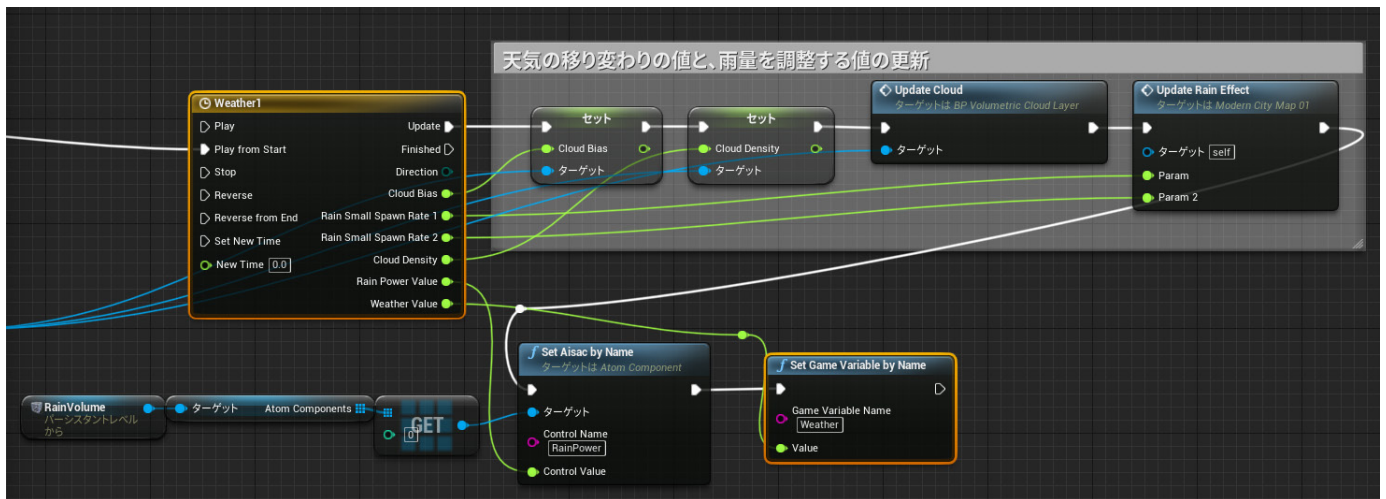 天気の移り変わりの値と、雨量を調整する値の更新
Weather1
Play
Play from Start
Stop
Reverse
Reverse from End
Set New Time
New Time 0.0
Update
Finished
Direction
Cloud Bias
Rain Small Spawn Rate 1
Rain Small Spawn Rate 2
Cloud Density
Rain Power Value
Weather Value
セット
Cloud Bias
ターゲット
セット
Cloud Density
ターゲット
Update Cloud
ターゲットは BP Volumetric Cloud Layer
ターゲット
Update Rain Effect
ターゲットは Modern City Map 01
ターゲット self
Param
Param 2
RainVolume
パーシスタントレベル
から
ターゲット Atom Components
GET
0
Set Aisac by Name
ターゲットは Atom Component
ターゲット
Control Name
RainPower
Control Value
Set Game Variable by Name
Game Variable Name
Weather
Value